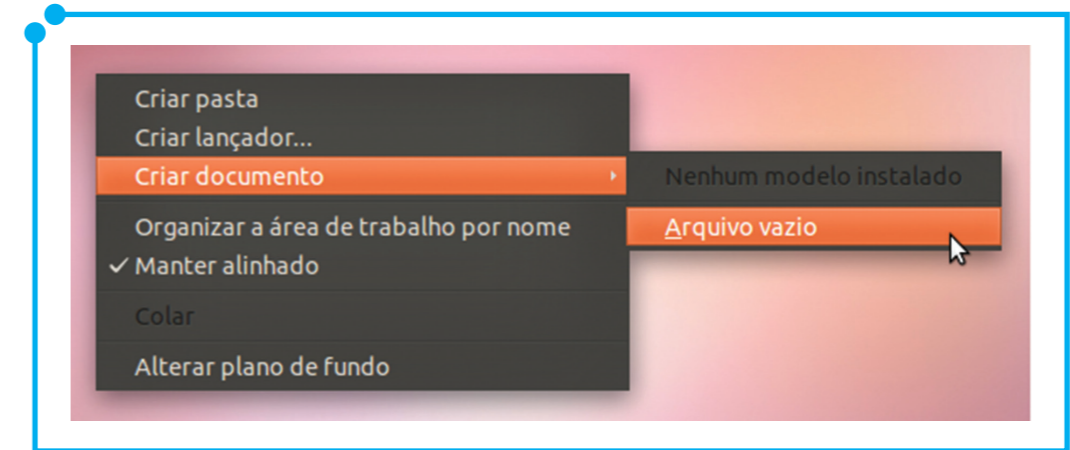 Criar pasta
Criar lançador...
Criar documento
Nenhum modelo instalado
Arquivo vazio
Organizar a área de trabalho por nome
Manter alinhado
Colar
Alterar plano de fundo